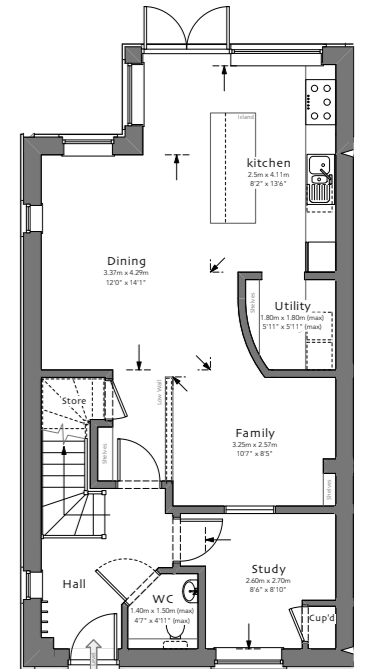 Island
kitchen
2.5m x 4.11m
8'2" x 13'6"
Dining
3.37m x 4.29m
12'0" x 14'1"
Shelves
Utility
1.80m x 1.80m (max)
5'11" x 5'11" (max)
Store
Low Wall
Shelves
Family
3.25m x 2.57m
10'7" x 8'5"
Shelves
Study
2.60m x 2.70m
8'6" x 8'10"
Hall
WC
1.40m x 1.50m (max)
4'7" x 4'11" (max)
Cup'd